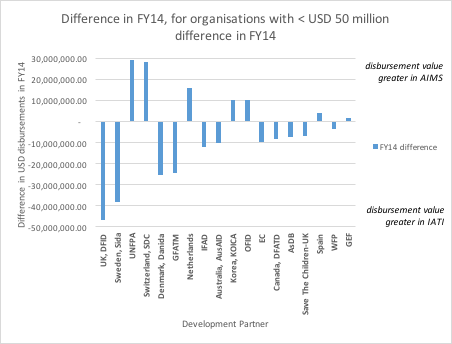 Difference in FY14, for organisations with < USD 50 million
difference in FY14
Difference in USD disbursements in FY14
30,000,000.00
20,000,000.00
10,000,000.00
-
-10,000,000.00
-20,000,000.00
-30,000,000.00
-40,000,000.00
-50,000,000.00
UK, DFID
Sweden, Sida
UNFPA
Switzerland, SDC
Denmark, Danida
GFATM
Netherlands
IFAD
Australia, AusAID
Korea, KOICA
OFID
EC
Canada, DFATD
AsDB
Save The Children-UK
Spain
WFP
GEF
Development Partner
disbursement value
greater in AIMS
FY14 difference
disbursement value
greater in IATI